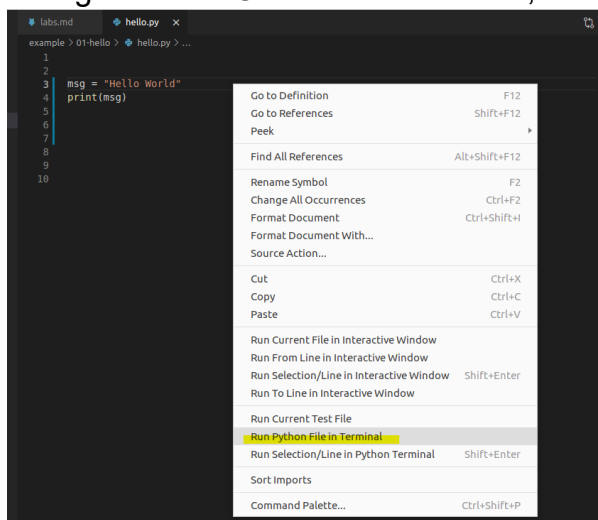 labs.md hello.py ×
example > 01-hello > hello.py > ...
1
2
3 msg = "Hello World"
4 print(msg)
5
6
7
8
9
10
Go to Definition F12
Go to References Shift+F12
Peek
Find All References Alt+Shift+F12
Rename Symbol F2
Change All Occurrences Ctrl+F2
Format Document Ctrl+Shift+I
Format Document With...
Source Action...
Cut Ctrl+X
Copy Ctrl+C
Paste Ctrl+V
Run Current File in Interactive Window
Run From Line in Interactive Window
Run Selection/Line in Interactive Window Shift+Enter
Run To Line in Interactive Window
Run Current Test File
Run Python File in Terminal
Run Selection/Line in Python Terminal Shift+Enter
Sort Imports
Command Palette... Ctrl+Shift+P